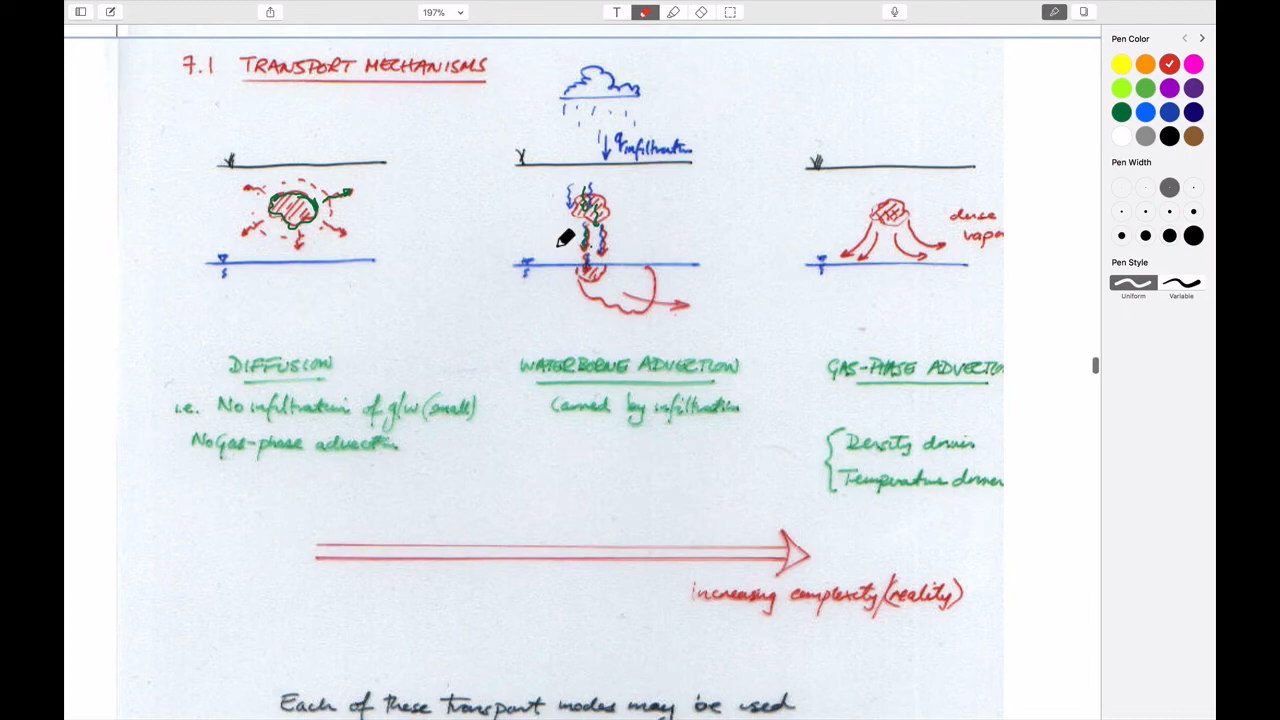 197%
T
Pen Color
7.1 TRANSPORT MECHANISMS
q infiltration
Pen Width
dense
vapo
Pen Style
Uniform Variable
DIFFUSION
i.e. No infiltration of g/w (small)
No Gas-phase advection
WATERBORNE ADVECTION
Carried by infiltration
GAS-PHASE ADVECTION
Density driven
Temperature driven
increasing complexity/(reality)
Each of these transport modes may be used